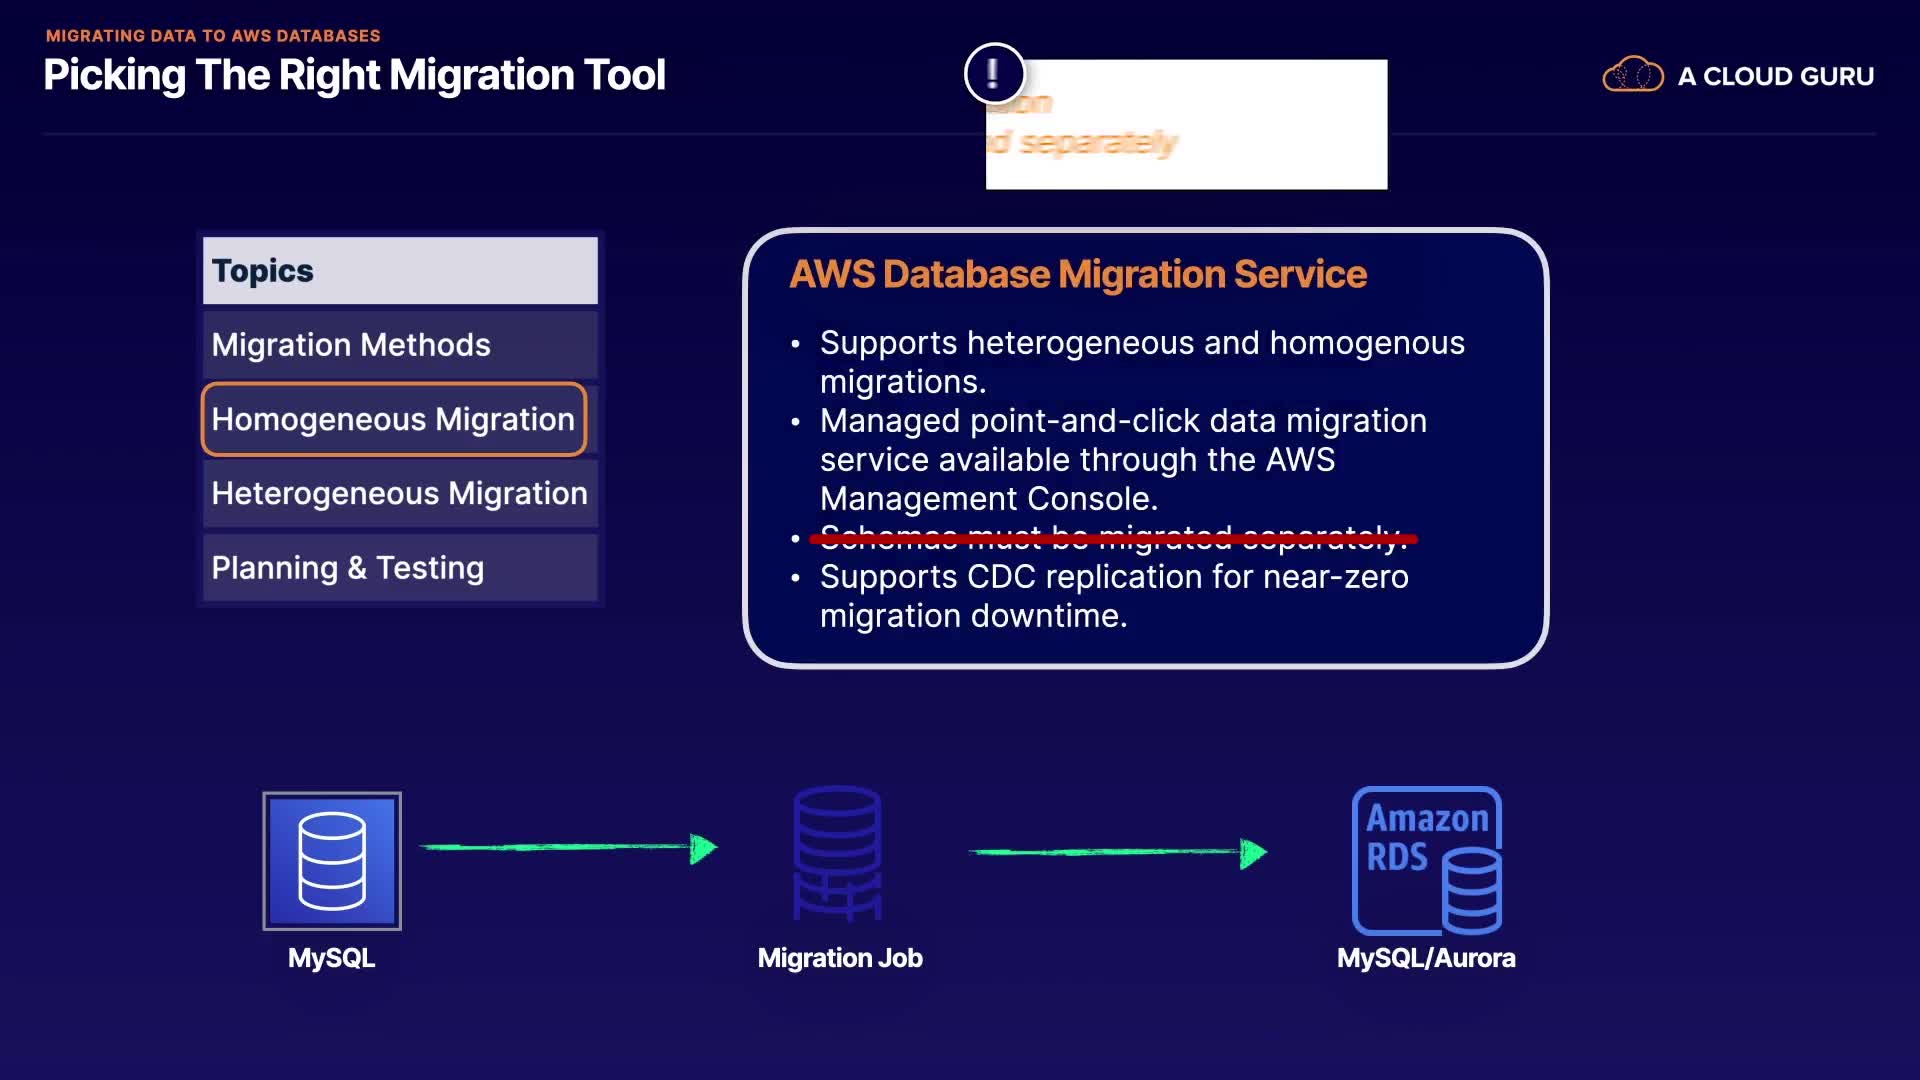 MIGRATING DATA TO AWS DATABASES
Picking The Right Migration Tool
!
separately
A CLOUD GURU
Topics
Migration Methods
Homogeneous Migration
Heterogeneous Migration
Planning & Testing
AWS Database Migration Service
• Supports heterogeneous and homogenous
migrations.
• Managed point-and-click data migration
service available through the AWS
Management Console.
• Schemas must be migrated separately.
• Supports CDC replication for near-zero
migration downtime.
MySQL
Migration Job
Amazon
RDS
MySQL/Aurora